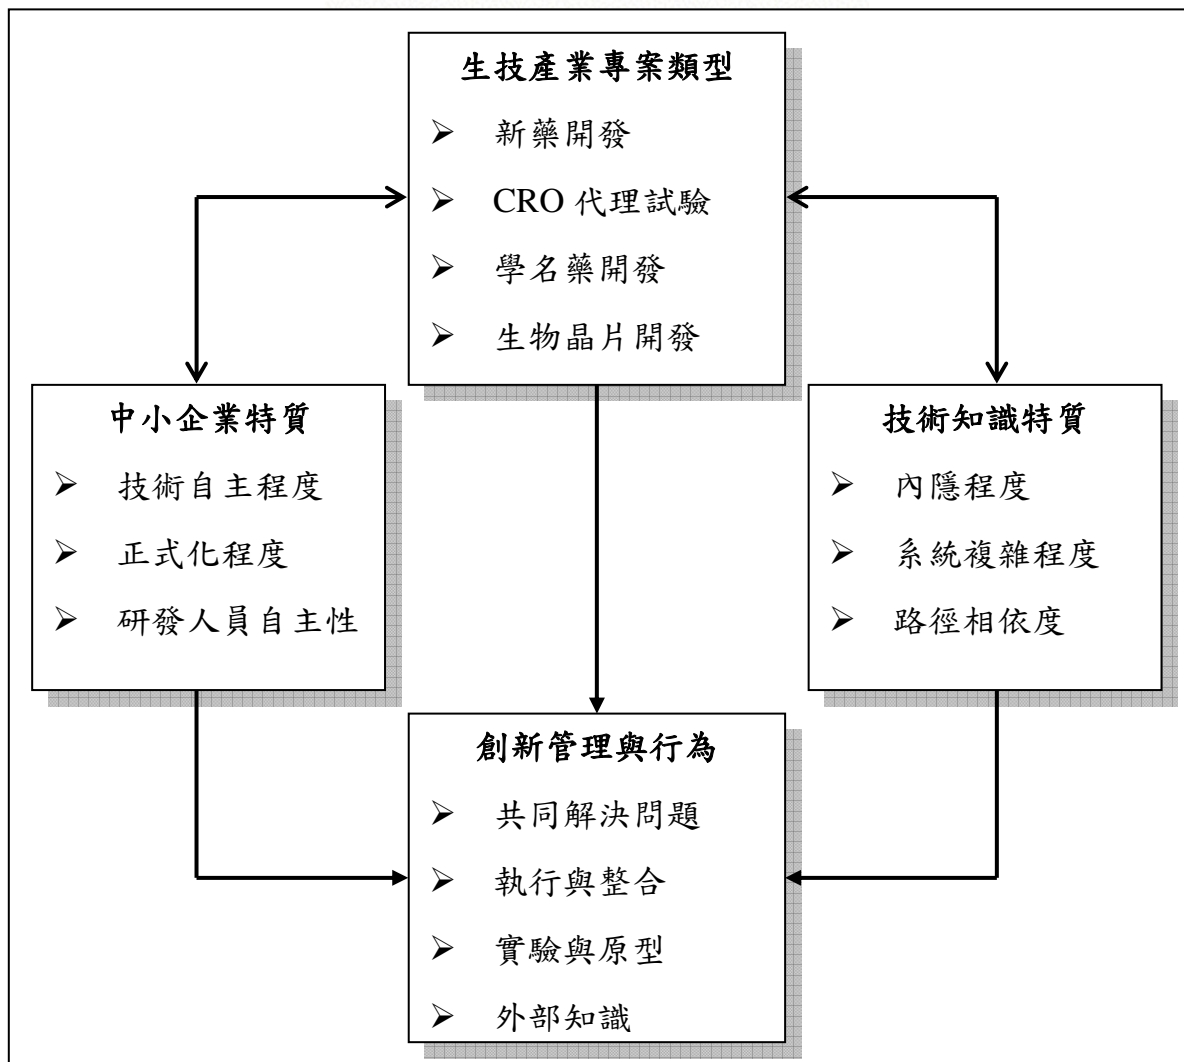 生技產業專案類型
➢ 新藥開發
➢ CRO 代理試驗
➢ 學名藥開發
➢ 生物晶片開發
中小企業特質
➢ 技術自主程度
➢ 正式化程度
➢ 研發人員自主性
技術知識特質
➢ 內隱程度
➢ 系統複雜程度
➢ 路徑相依度
創新管理與行為
➢ 共同解決問題
➢ 執行與整合
➢ 實驗與原型
➢ 外部知識